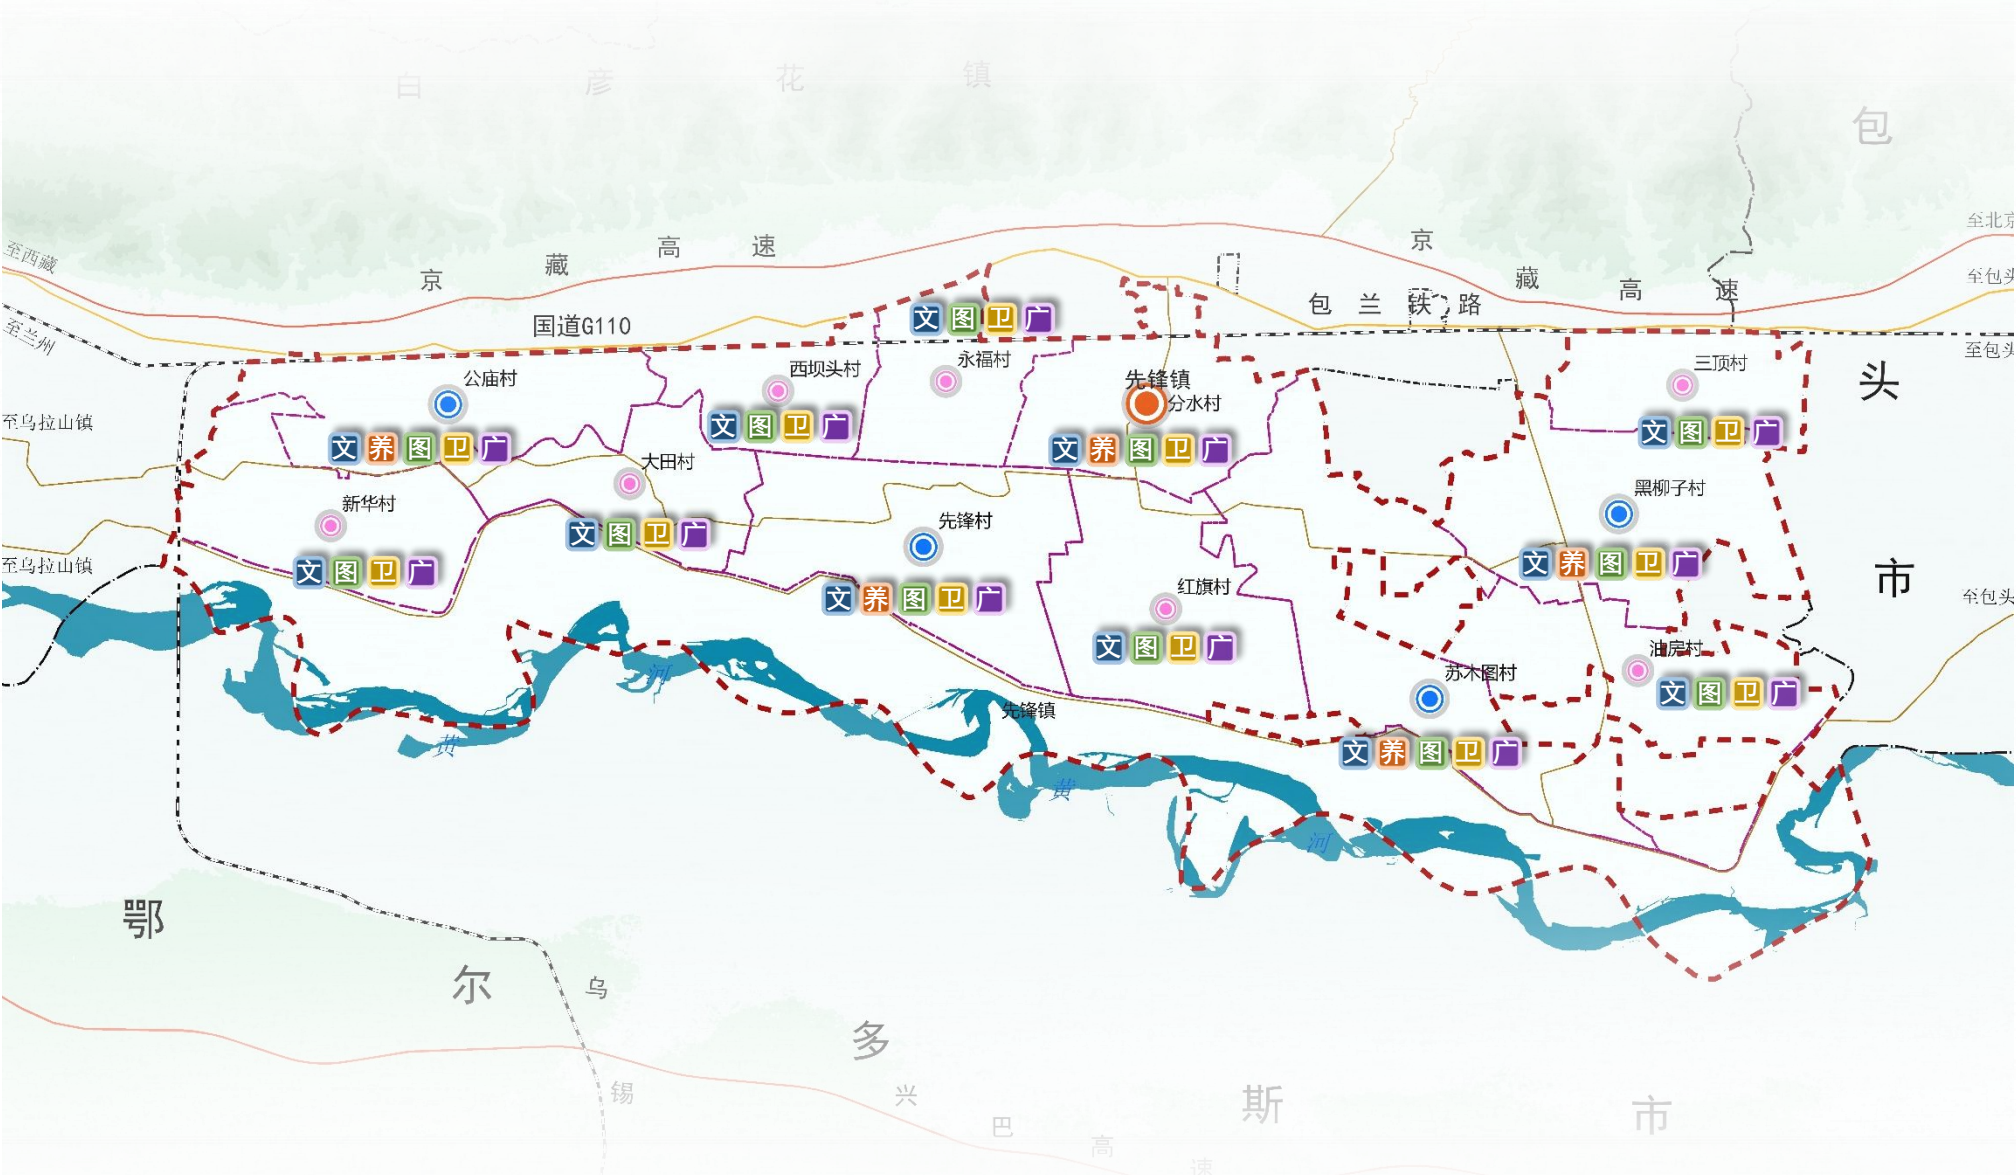 白彦花镇
包
至北京
京藏高速
京藏高速
至西藏
至包头
包兰铁路
国道G110
至兰州
至包头
文图卫广
永福村
公庙村
西坝头村
先锋镇
分水村
三顶村
头
至乌拉山镇
文养图卫广
文图卫广
文养图卫广
文图卫广
大田村
黑柳子村
新华村
先锋村
文图卫广
文图卫广
文养图卫广
文养图卫广
至乌拉山镇
市
至包头
红旗村
文图卫广
油房村
苏木图村
文图卫广
河
先锋镇
黄
文养图卫广
黄
河
鄂尔多斯市
乌锡兴巴高速